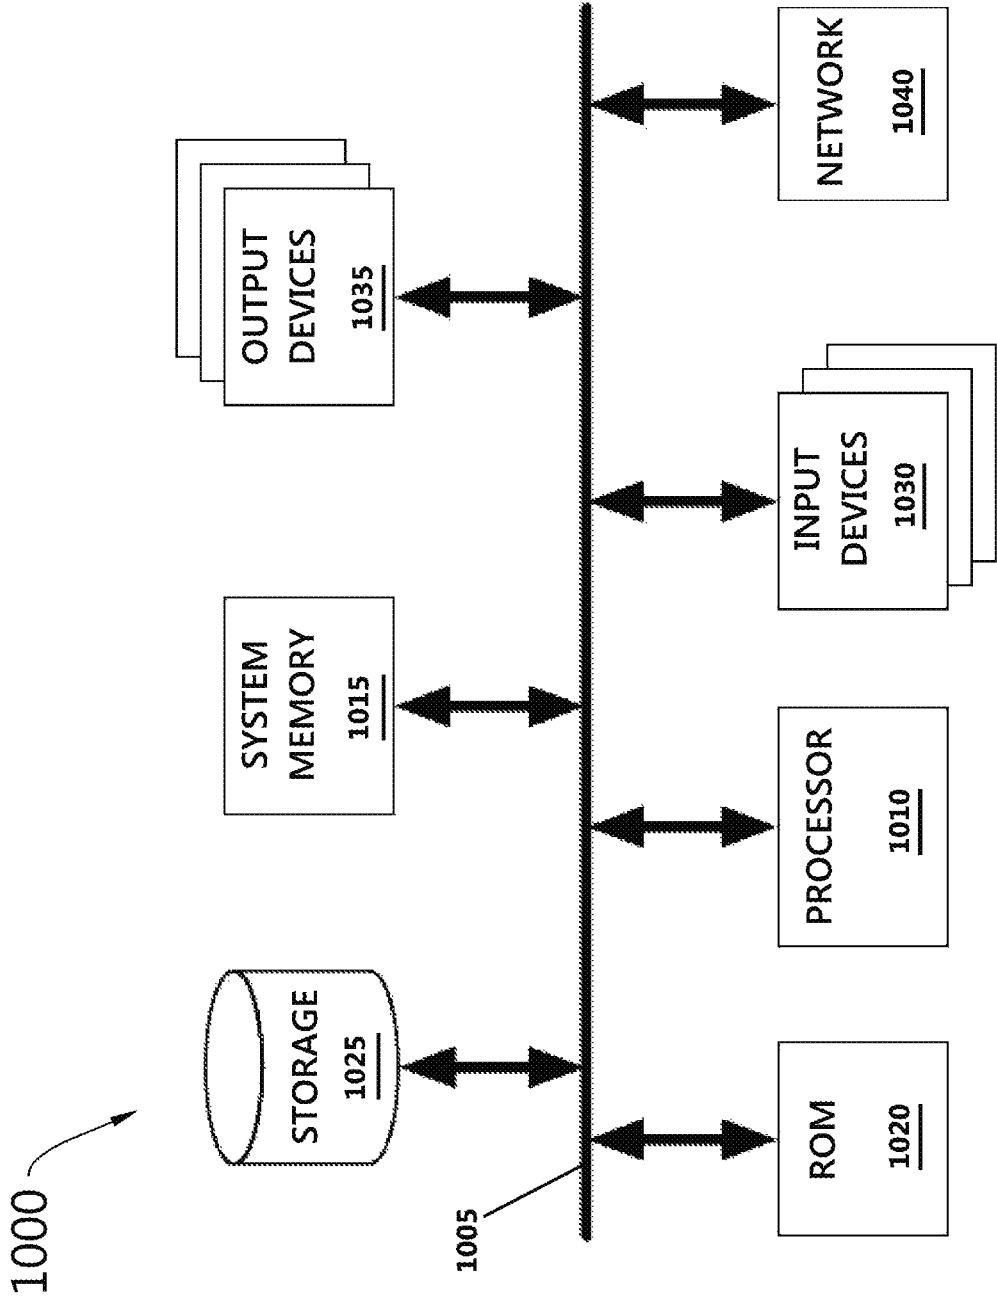 1000
STORAGE
1025
SYSTEM
MEMORY
1015
OUTPUT
DEVICES
1035
1005
ROM
1020
PROCESSOR
1010
INPUT
DEVICES
1030
NETWORK
1040